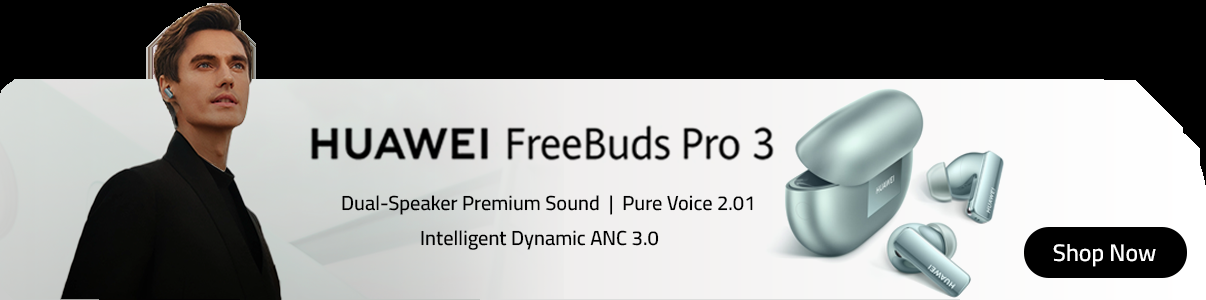 HUAWEI FreeBuds Pro 3
Dual-Speaker Premium Sound | Pure Voice 2.01
Intelligent Dynamic ANC 3.0
HUAWEI
HUAWEI
HUAWEI
Shop Now